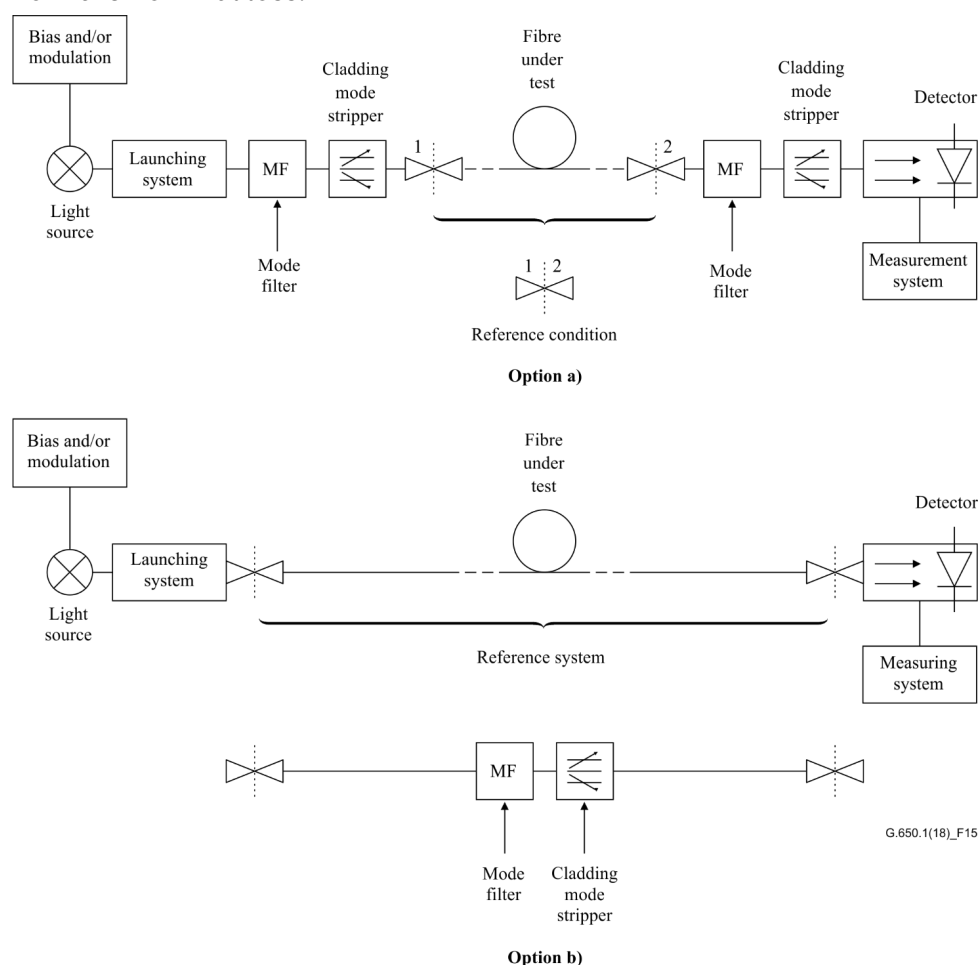 Bias and/or
modulation
Fibre
under
test
Cladding
mode
stripper
Cladding
mode
stripper
Detector
Launching
system
MF
1
2
MF
Light
source
Mode
filter
1 2
Mode
filter
Measurement
system
Reference condition
Option a)
Bias and/or
modulation
Fibre
under
test
Detector
Launching
system
Light
source
Reference system
Measuring
system
MF
G.650.1(18)_F15
Mode
filter
Cladding
mode
stripper
Option b)